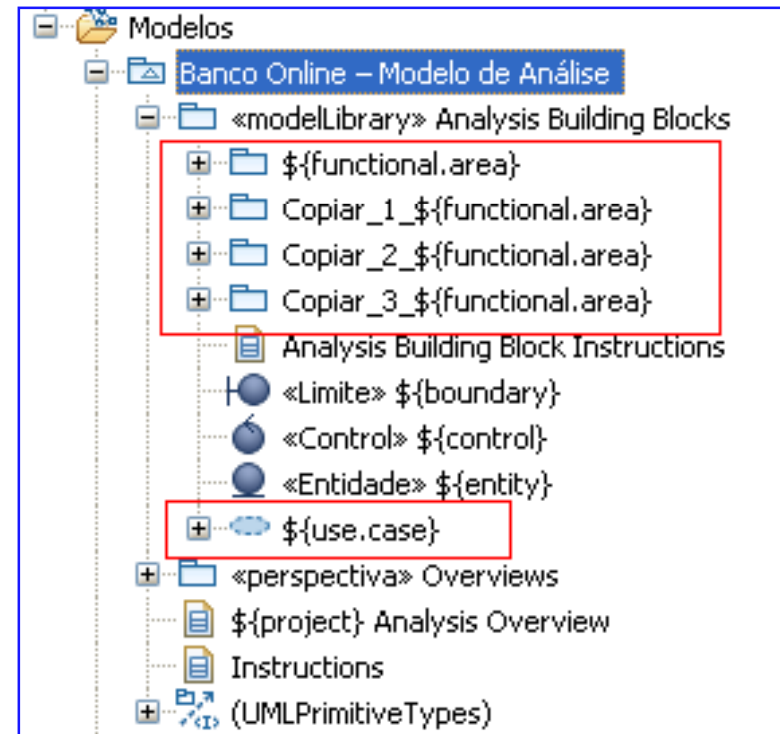 Modelos
Banco Online – Modelo de Análise
«modelLibrary» Analysis Building Blocks
${functional.area}
Copiar_1_${functional.area}
Copiar_2_${functional.area}
Copiar_3_${functional.area}
Analysis Building Block Instructions
«Limite» ${boundary}
«Control» ${control}
«Entidade» ${entity}
${use.case}
«perspectiva» Overviews
${project} Analysis Overview
Instructions
(UMLPrimitiveTypes)